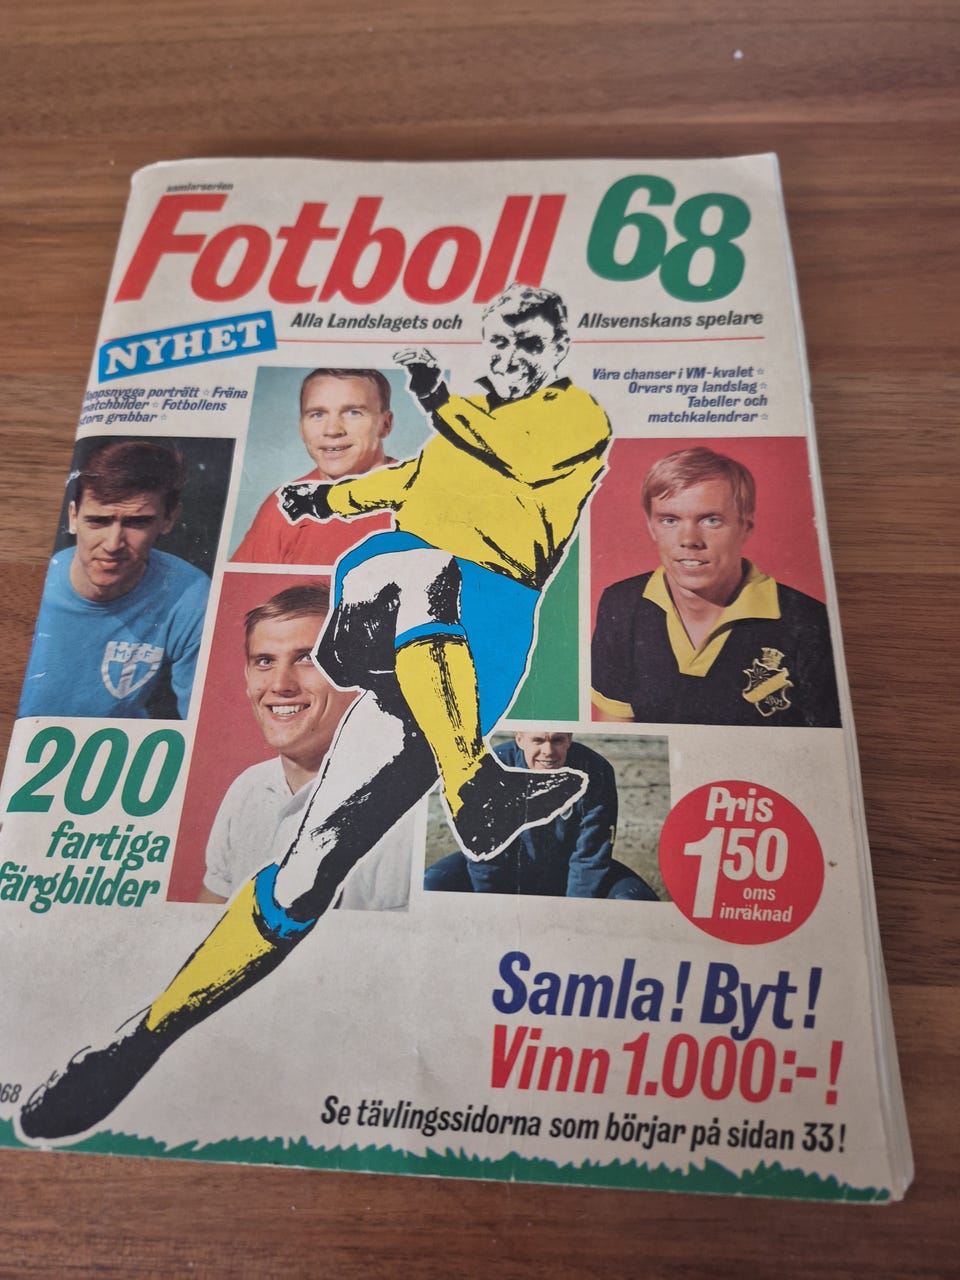 samlarserien
Fotboll 68
NYHET
Alla Landslagets och Allsvenskans spelare
porträtt ☆ Fräna
matchbilder ☆ Fotbollens
stora grabbar ☆
Våra chanser i VM-kvalet ☆
Orvars nya landslag ☆
Tabeller och
matchkalendrar ☆
M.F.F
200
fartiga
färgbilder
Pris
1 50
oms
inräknad
Samla! Byt!
Vinn 1.000:-!
68
Se tävlingssidorna som börjar på sidan 33!